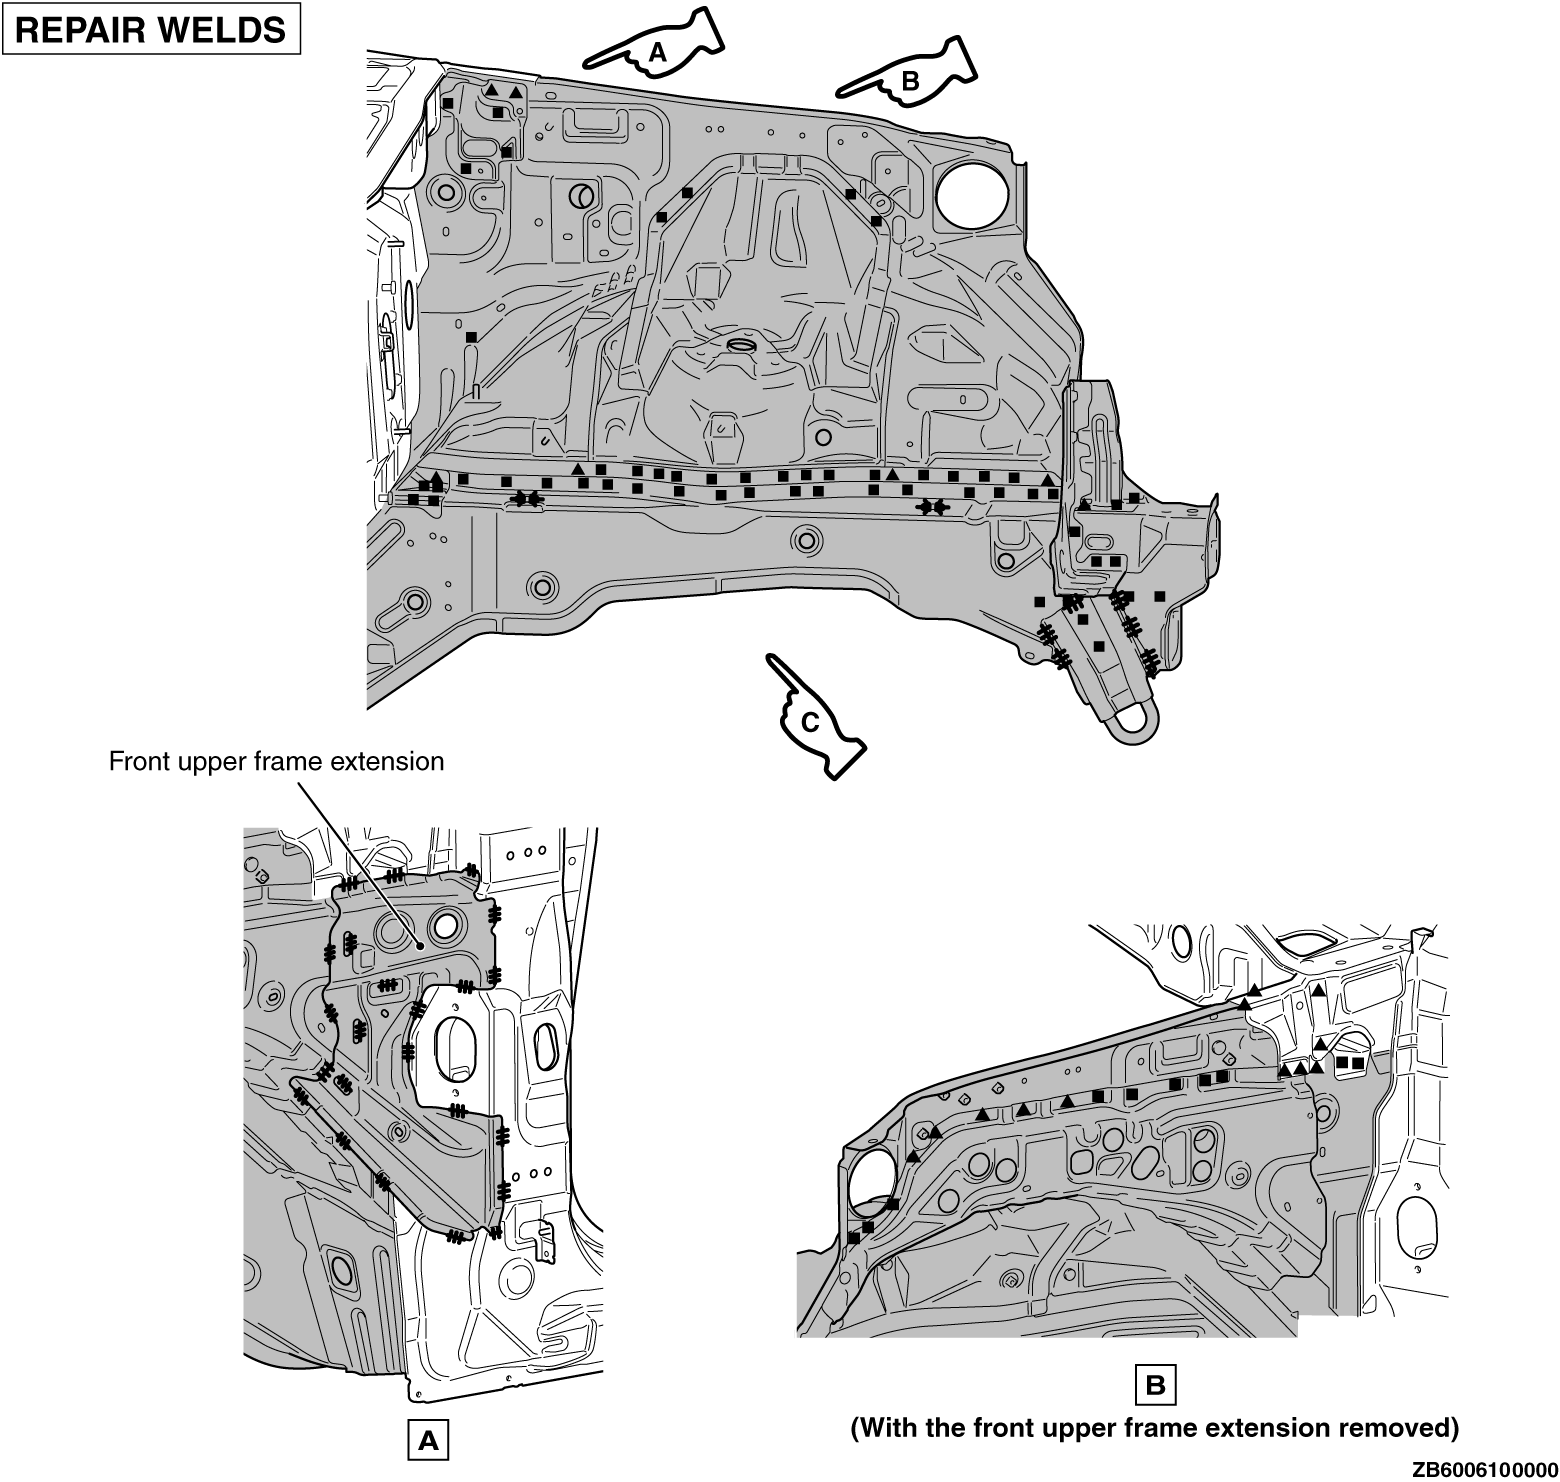 REPAIR WELDS
A
B
C
Front upper frame extension
A
B
(With the front upper frame extension removed)
ZB6006100000